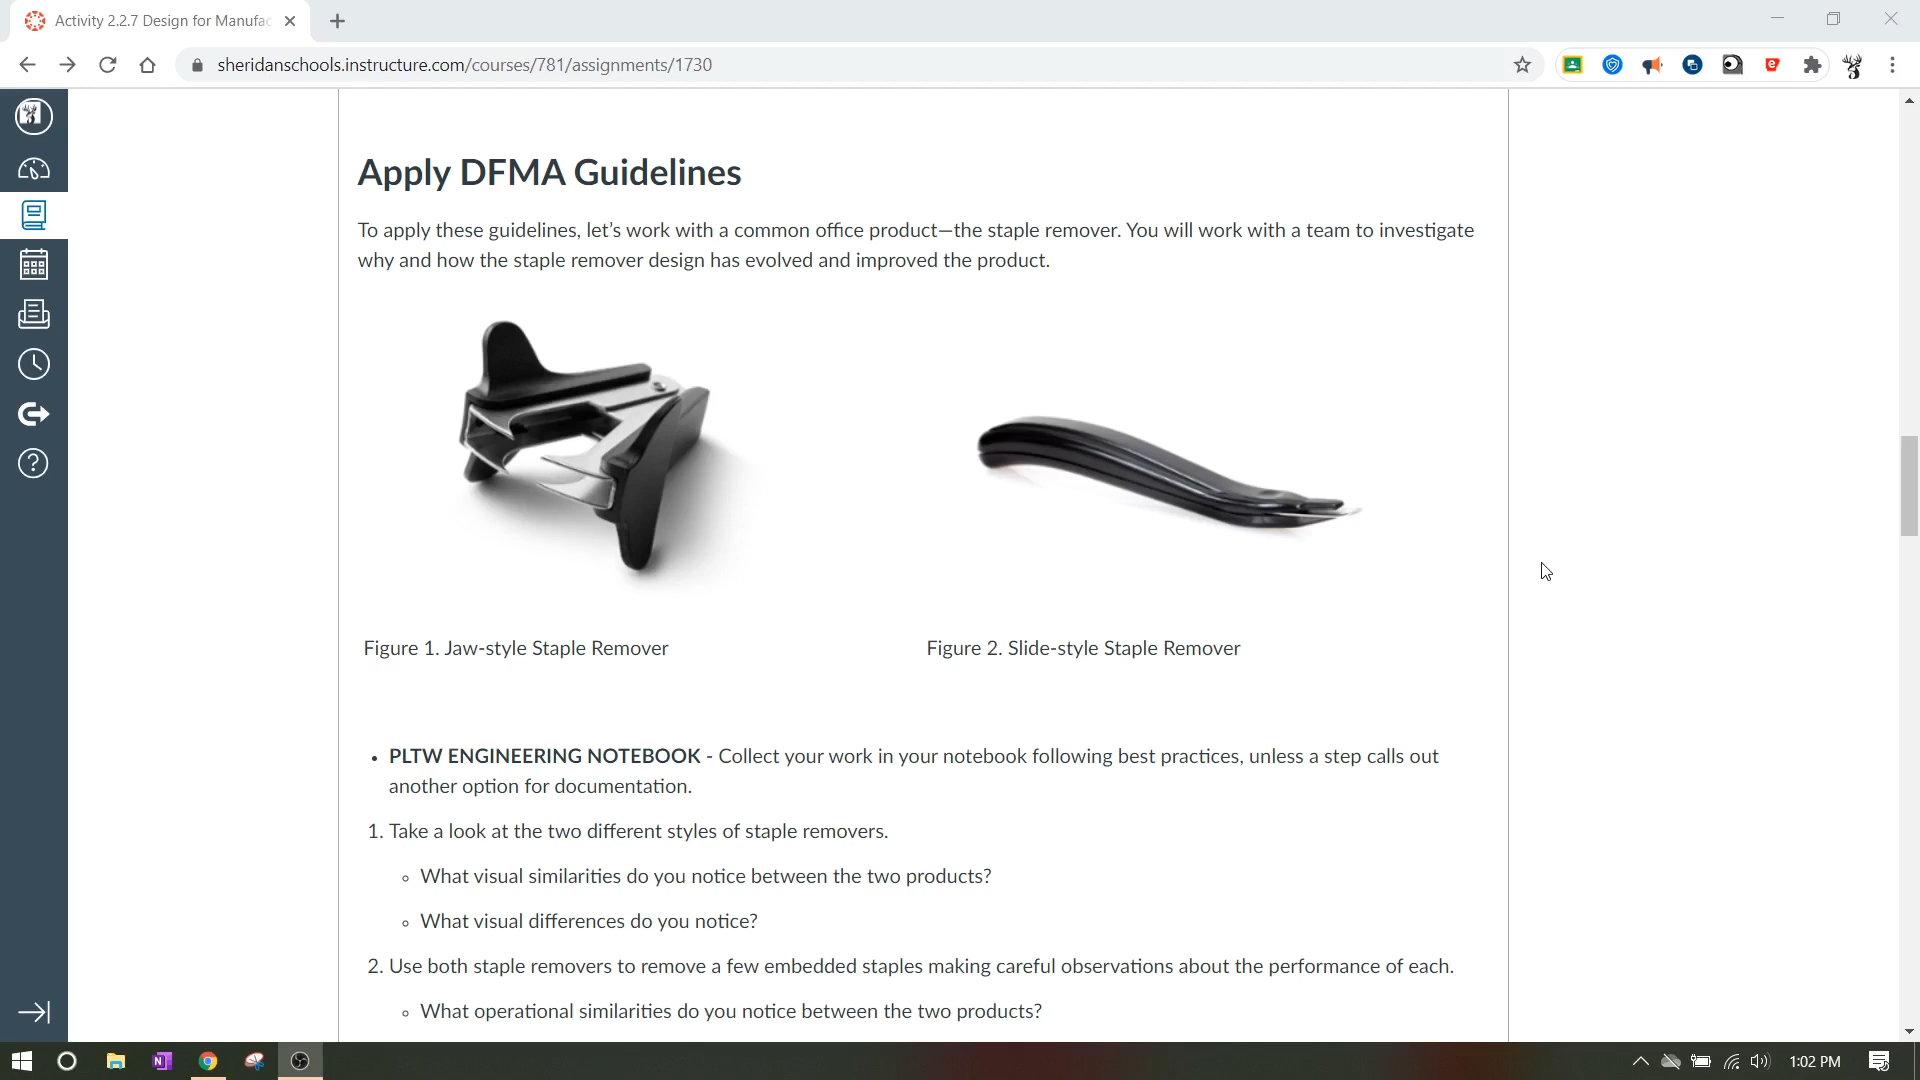 Activity 2.2.7 Design for Manufac
sheridanschools.instructure.com/courses/781/assignments/1730
Apply DFMA Guidelines
To apply these guidelines, let’s work with a common office product—the staple remover. You will work with a team to investigate
why and how the staple remover design has evolved and improved the product.
Figure 1. Jaw-style Staple Remover
Figure 2. Slide-style Staple Remover
• PLTW ENGINEERING NOTEBOOK - Collect your work in your notebook following best practices, unless a step calls out
another option for documentation.
1. Take a look at the two different styles of staple removers.
◦ What visual similarities do you notice between the two products?
◦ What visual differences do you notice?
2. Use both staple removers to remove a few embedded staples making careful observations about the performance of each.
◦ What operational similarities do you notice between the two products?
1:02 PM